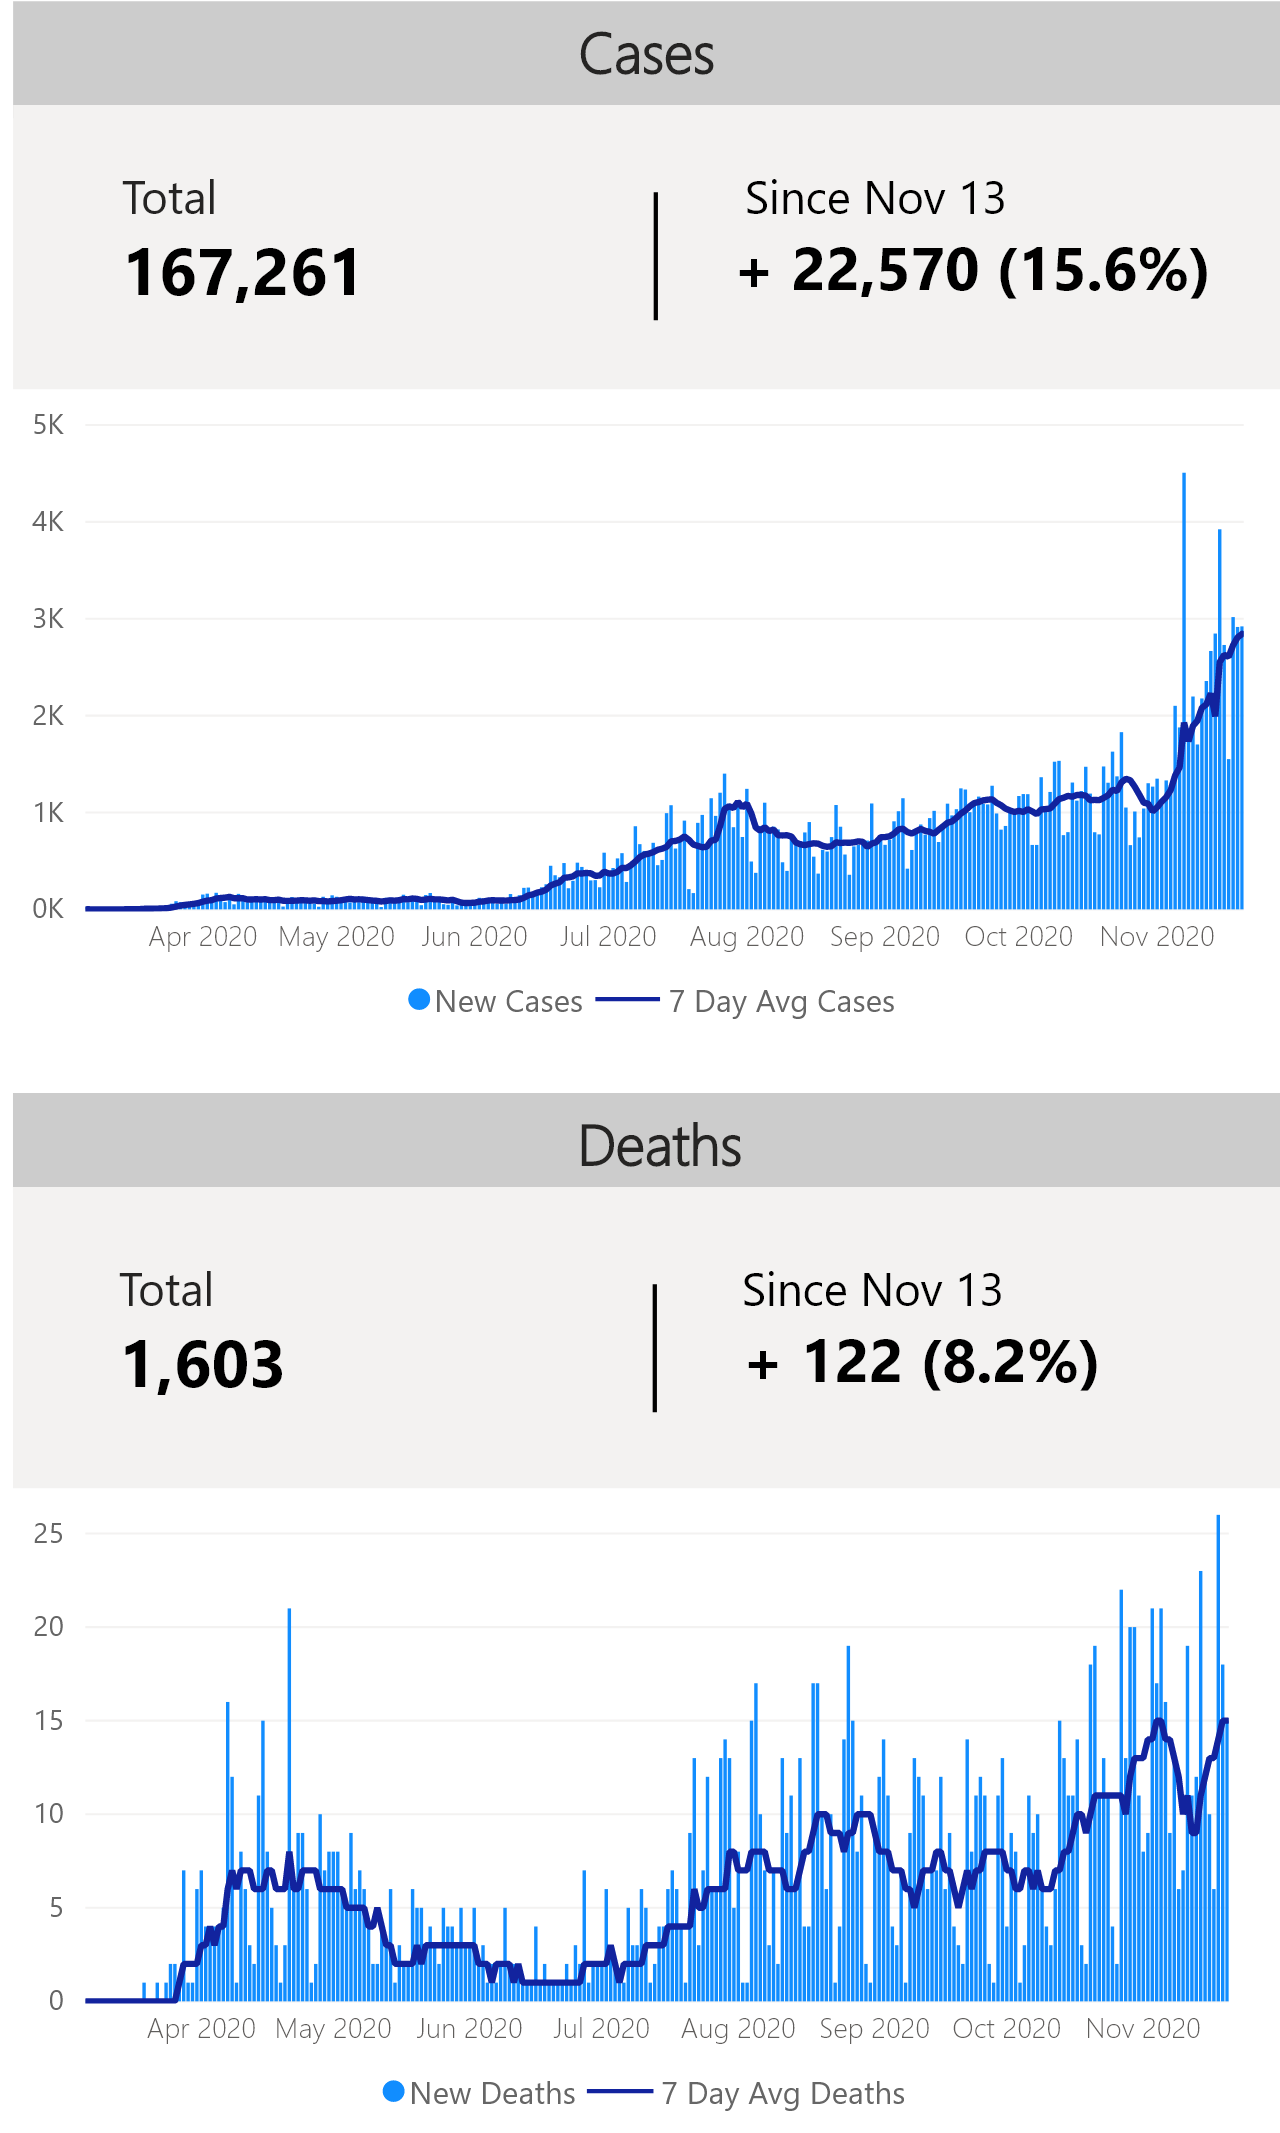 Cases
Total
Since Nov 13
167,261
+ 22,570 (15.6%)
5K
4K
3K
2K
1K
0K
Apr 2020 May 2020 Jun 2020 Jul 2020 Aug 2020 Sep 2020 Oct 2020 Nov 2020
New Cases 7 Day Avg Cases
Deaths
Total
Since Nov 13
1,603
+ 122 (8.2%)
25
20
15
10
5
0
Apr 2020 May 2020 Jun 2020 Jul 2020 Aug 2020 Sep 2020 Oct 2020 Nov 2020
New Deaths 7 Day Avg Deaths